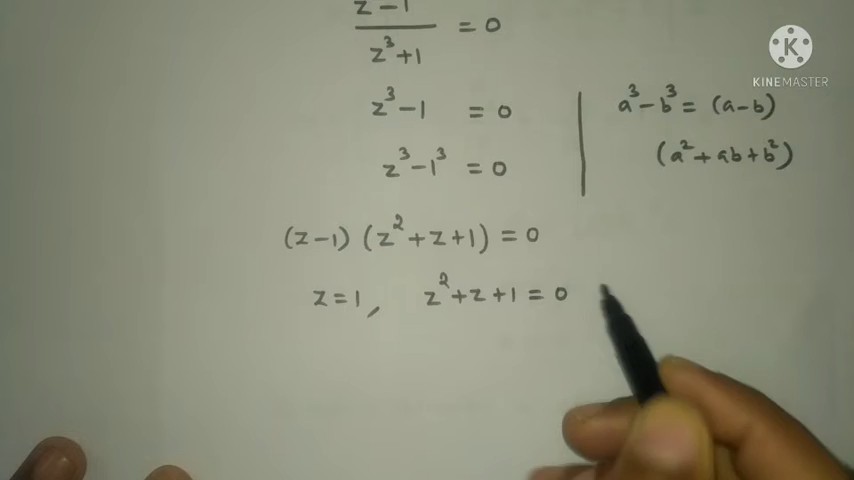 z - 1
z³ + 1 = 0
z³ - 1 = 0
z³ - 1³ = 0
(z - 1) (z² + z + 1) = 0
z = 1, z² + z + 1 = 0
a³ - b³ = (a - b)
(a² + ab + b²)
K
KINEMASTER